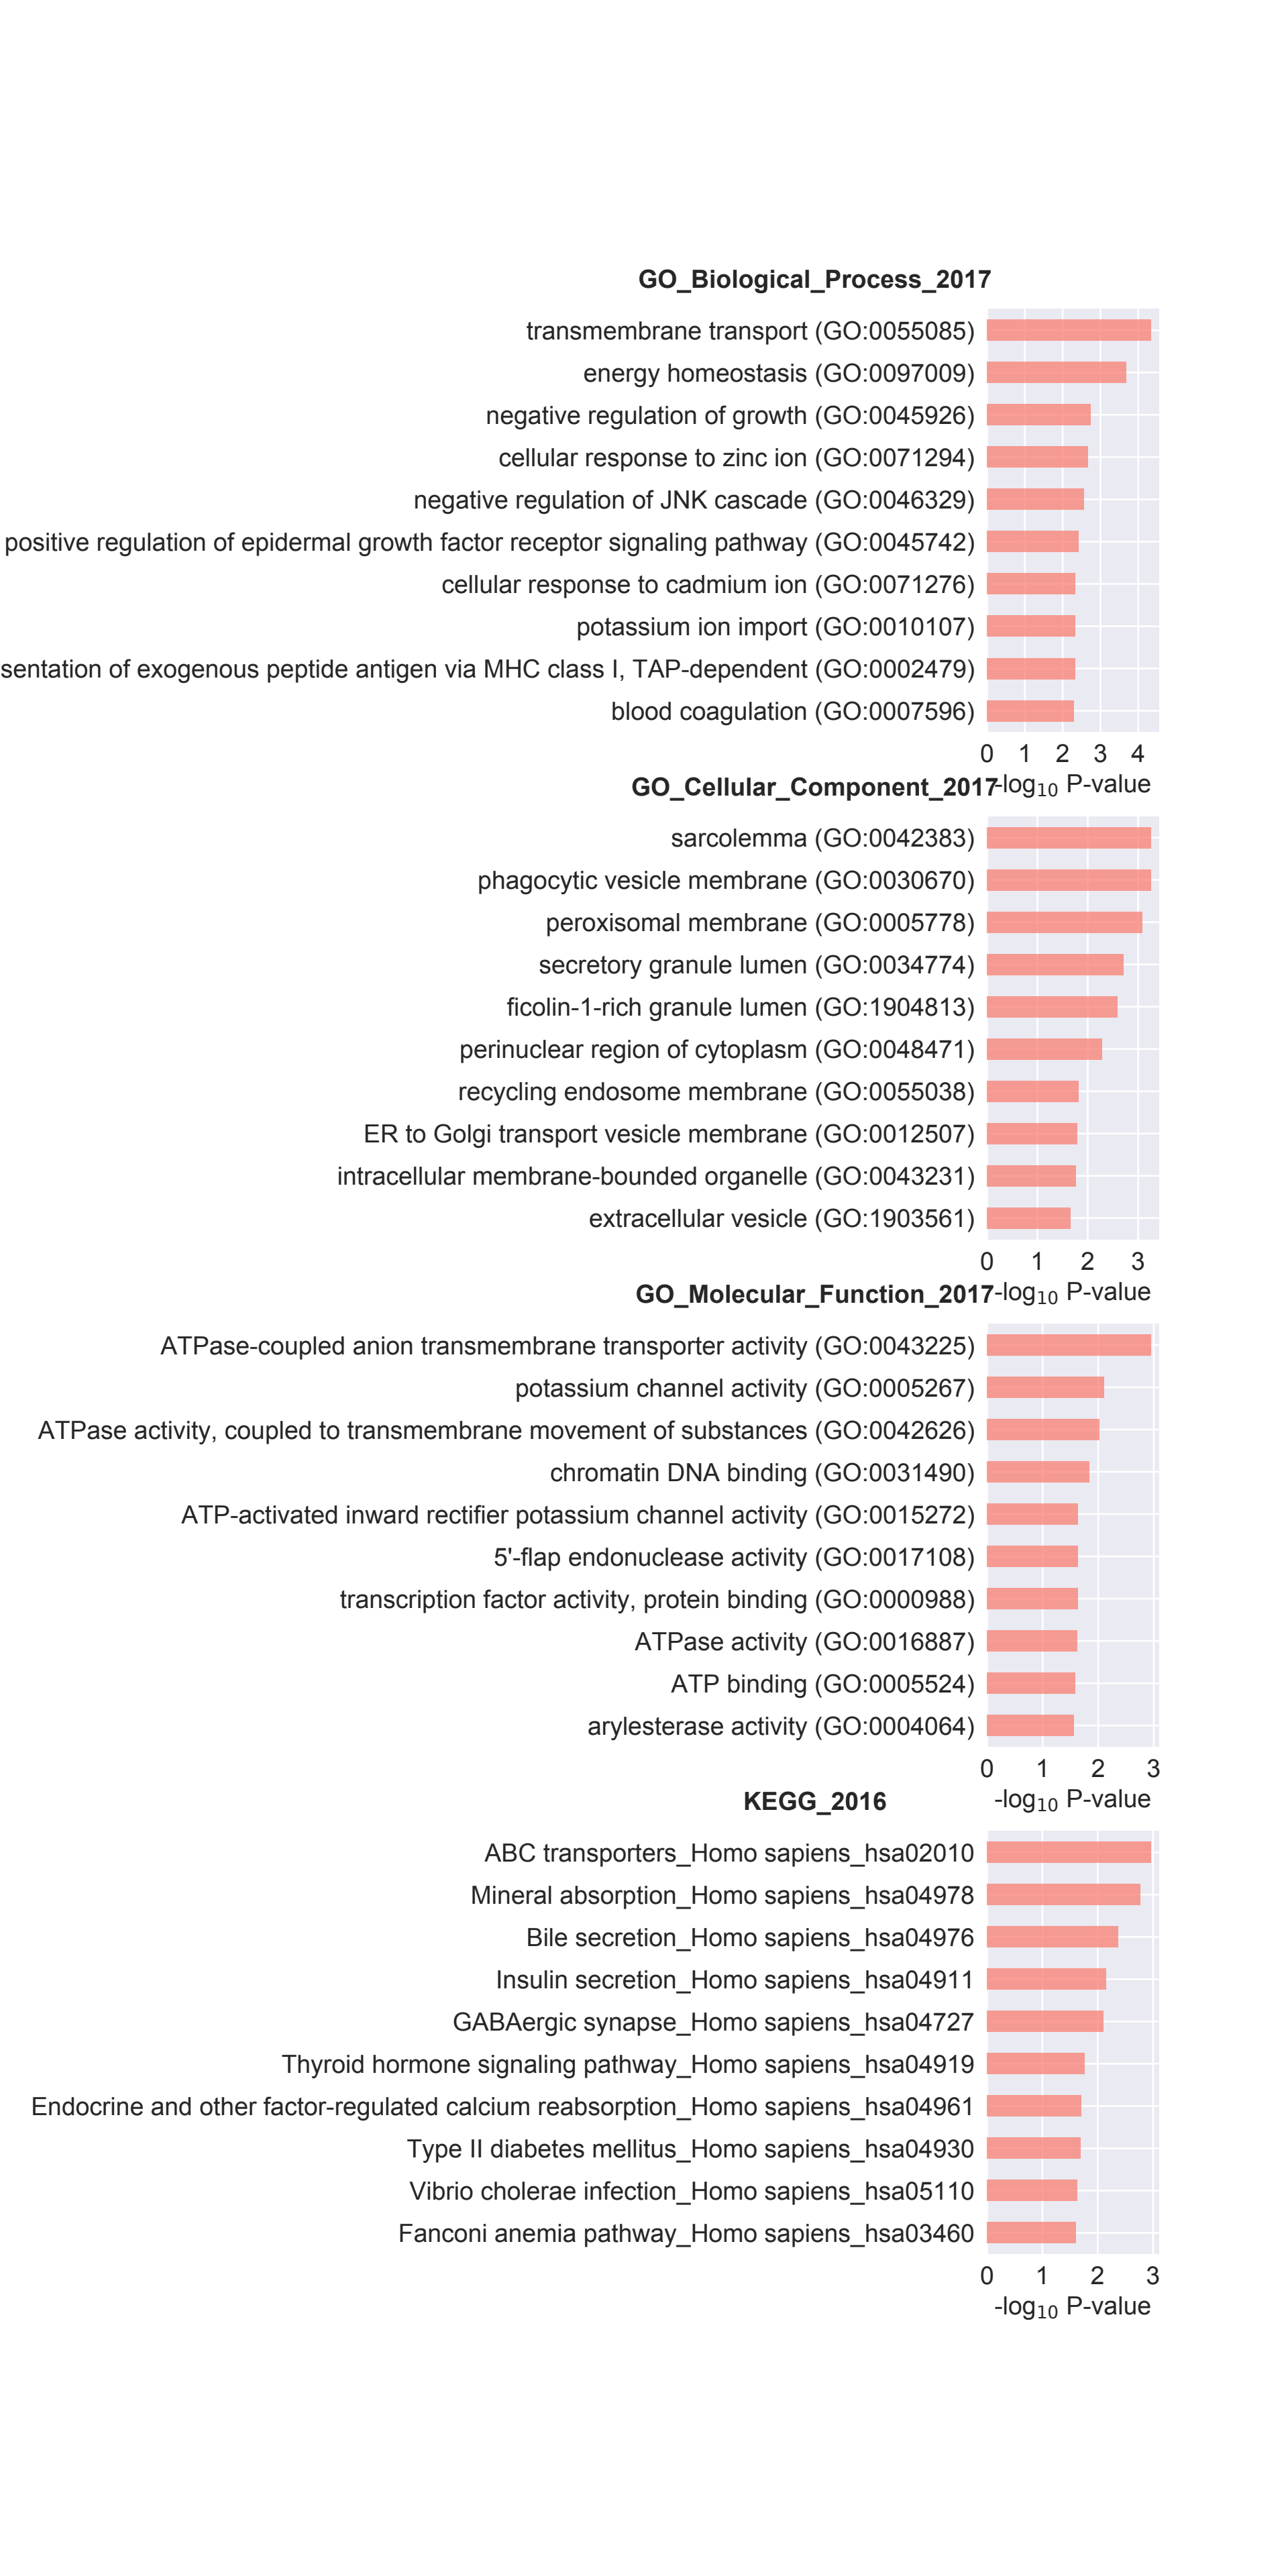 GO_Biological_Process_2017
transmembrane transport (GO:0055085)
energy homeostasis (GO:0097009)
negative regulation of growth (GO:0045926)
cellular response to zinc ion (GO:0071294)
negative regulation of JNK cascade (GO:0046329)
positive regulation of epidermal growth factor receptor signaling pathway (GO:0045742)
cellular response to cadmium ion (GO:0071276)
potassium ion import (GO:0010107)
sentation of exogenous peptide antigen via MHC class I, TAP-dependent (GO:0002479)
blood coagulation (GO:0007596)
0 1 2 3 4
-log₁₀ P-value
GO_Cellular_Component_2017
sarcolemma (GO:0042383)
phagocytic vesicle membrane (GO:0030670)
peroxisomal membrane (GO:0005778)
secretory granule lumen (GO:0034774)
ficolin-1-rich granule lumen (GO:1904813)
perinuclear region of cytoplasm (GO:0048471)
recycling endosome membrane (GO:0055038)
ER to Golgi transport vesicle membrane (GO:0012507)
intracellular membrane-bounded organelle (GO:0043231)
extracellular vesicle (GO:1903561)
0 1 2 3
-log₁₀ P-value
GO_Molecular_Function_2017
ATPase-coupled anion transmembrane transporter activity (GO:0043225)
potassium channel activity (GO:0005267)
ATPase activity, coupled to transmembrane movement of substances (GO:0042626)
chromatin DNA binding (GO:0031490)
ATP-activated inward rectifier potassium channel activity (GO:0015272)
5'-flap endonuclease activity (GO:0017108)
transcription factor activity, protein binding (GO:0000988)
ATPase activity (GO:0016887)
ATP binding (GO:0005524)
arylesterase activity (GO:0004064)
0 1 2 3
-log₁₀ P-value
KEGG_2016
ABC transporters_Homo sapiens_hsa02010
Mineral absorption_Homo sapiens_hsa04978
Bile secretion_Homo sapiens_hsa04976
Insulin secretion_Homo sapiens_hsa04911
GABAergic synapse_Homo sapiens_hsa04727
Thyroid hormone signaling pathway_Homo sapiens_hsa04919
Endocrine and other factor-regulated calcium reabsorption_Homo sapiens_hsa04961
Type II diabetes mellitus_Homo sapiens_hsa04930
Vibrio cholerae infection_Homo sapiens_hsa05110
Fanconi anemia pathway_Homo sapiens_hsa03460
0 1 2 3
-log₁₀ P-value